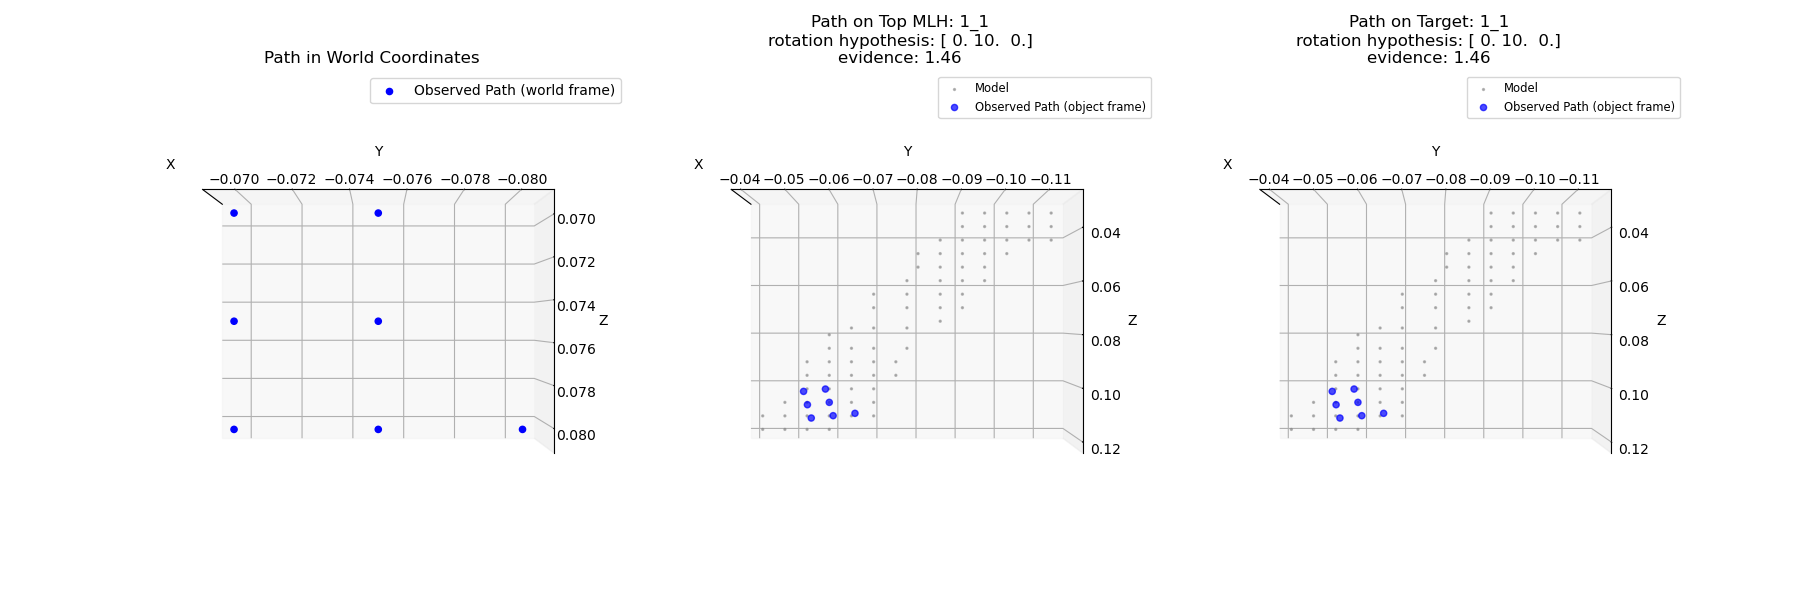 Path in World Coordinates
Observed Path (world frame)
X
Y
−0.070 −0.072 −0.074 −0.076 −0.078 −0.080
0.070
0.072
0.074
0.076
0.078
0.080
Z
Path on Top MLH: 1_1
rotation hypothesis: [ 0. 10.  0.]
evidence: 1.46
Model
Observed Path (object frame)
X
Y
−0.04 −0.05 −0.06 −0.07 −0.08 −0.09 −0.10 −0.11
0.04
0.06
0.08
0.10
0.12
Z
Path on Target: 1_1
rotation hypothesis: [ 0. 10.  0.]
evidence: 1.46
Model
Observed Path (object frame)
X
Y
−0.04 −0.05 −0.06 −0.07 −0.08 −0.09 −0.10 −0.11
0.04
0.06
0.08
0.10
0.12
Z